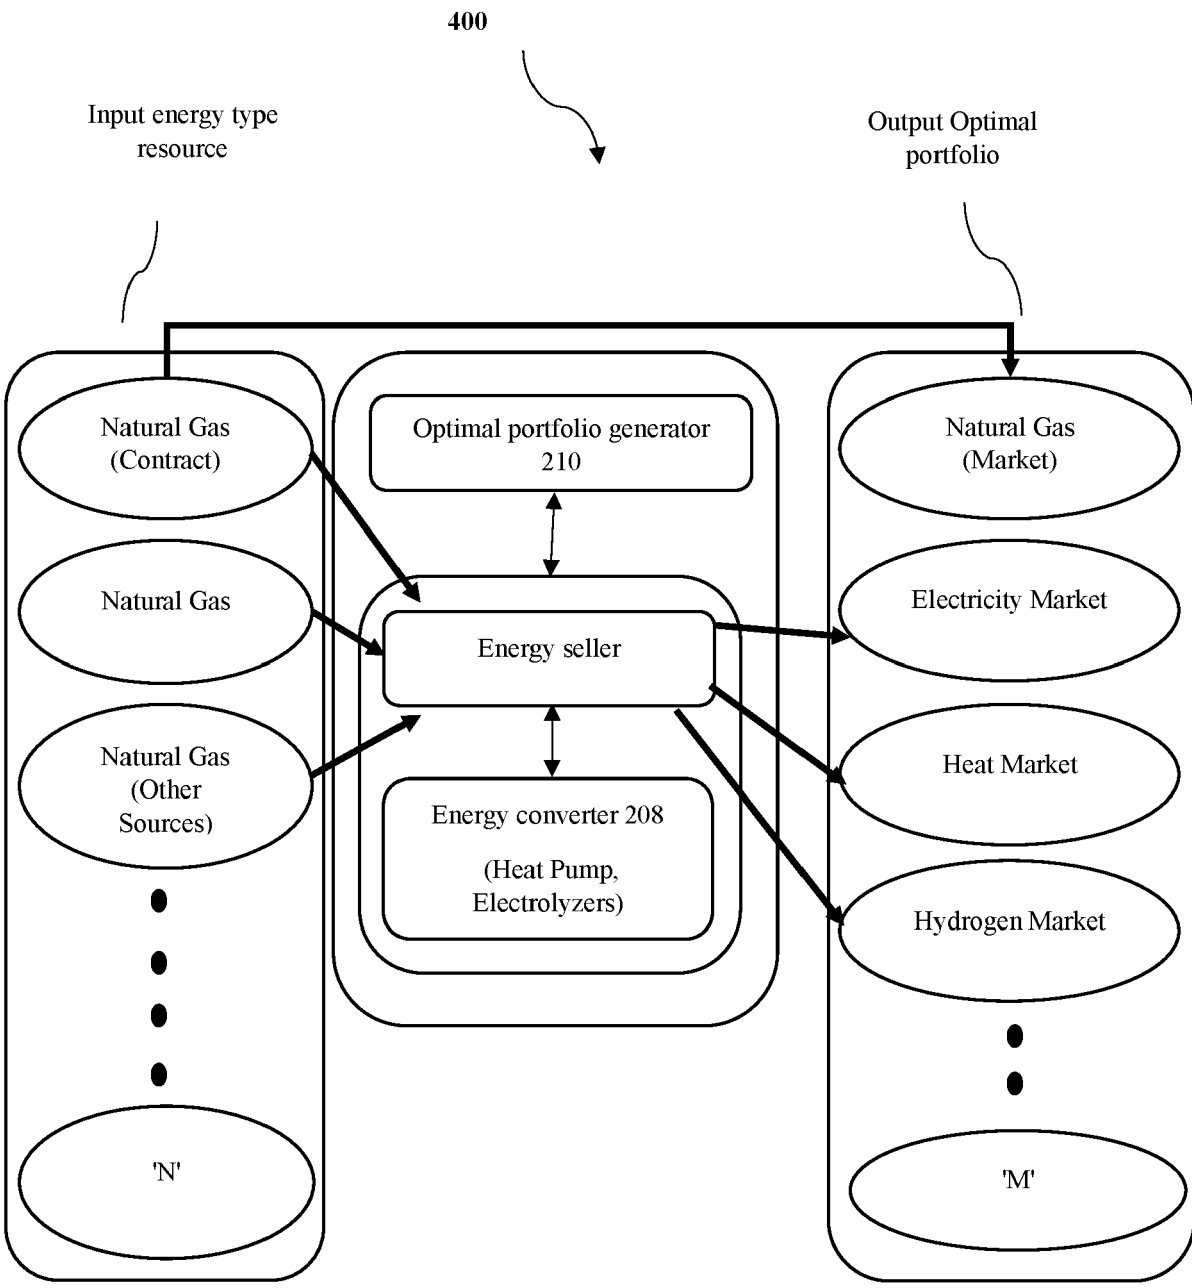 400
Input energy type
resource
Output Optimal
portfolio
Natural Gas
(Contract)
Natural Gas
Natural Gas
(Other
Sources)
'N'
Optimal portfolio generator
210
Energy seller
Energy converter 208
(Heat Pump,
Electrolyzers)
Natural Gas
(Market)
Electricity Market
Heat Market
Hydrogen Market
'M'